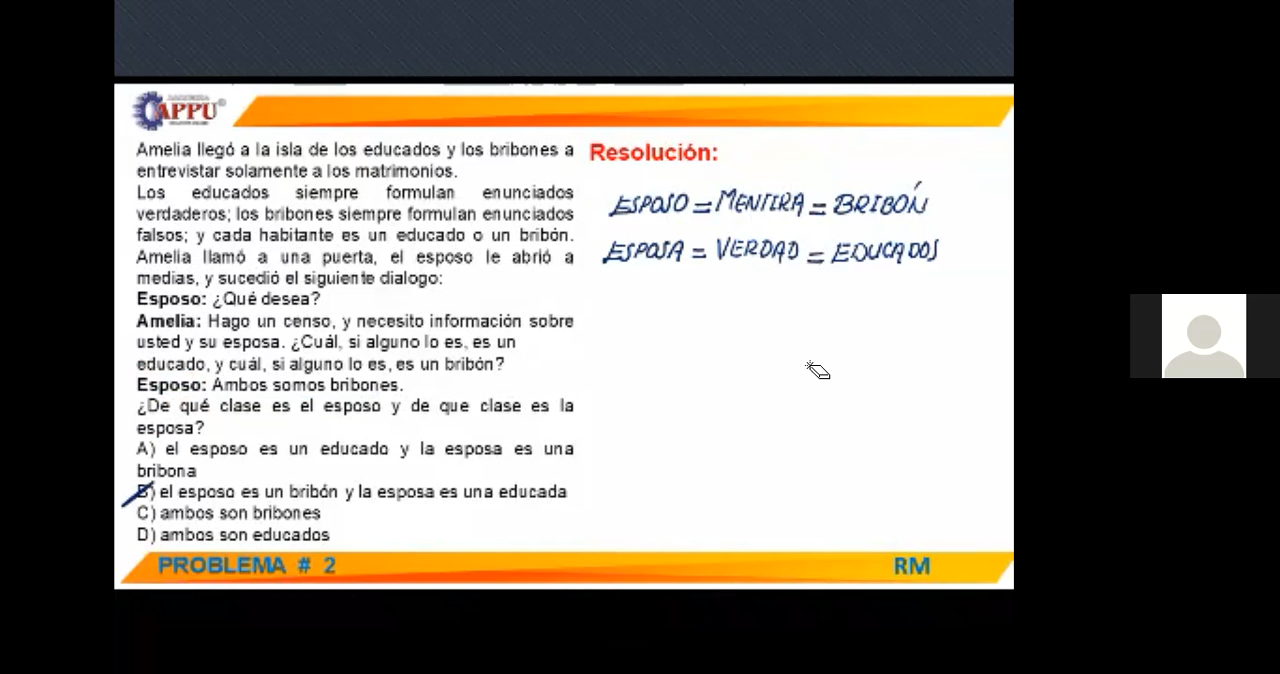 APPU
Amelia llegó a la isla de los educados y los bribones a
entrevistar solamente a los matrimonios.
Los educados siempre formulan enunciados
verdaderos; los bribones siempre formulan enunciados
falsos; y cada habitante es un educado o un bribón.
Amelia llamó a una puerta, el esposo le abrió a
medias, y sucedió el siguiente dialogo:
Esposo: ¿Qué desea?
Amelia: Hago un censo, y necesito información sobre
usted y su esposa. ¿Cuál, si alguno lo es, es un
educado, y cuál, si alguno lo es, es un bribón?
Esposo: Ambos somos bribones.
¿De qué clase es el esposo y de que clase es la
esposa?
A) el esposo es un educado y la esposa es una
bribona
B) el esposo es un bribón y la esposa es una educada
C) ambos son bribones
D) ambos son educados
Resolución:
ESPOSO = MENTIRA = BRIBÓN
ESPOSA = VERDAD = EDUCADOS
PROBLEMA # 2
RM